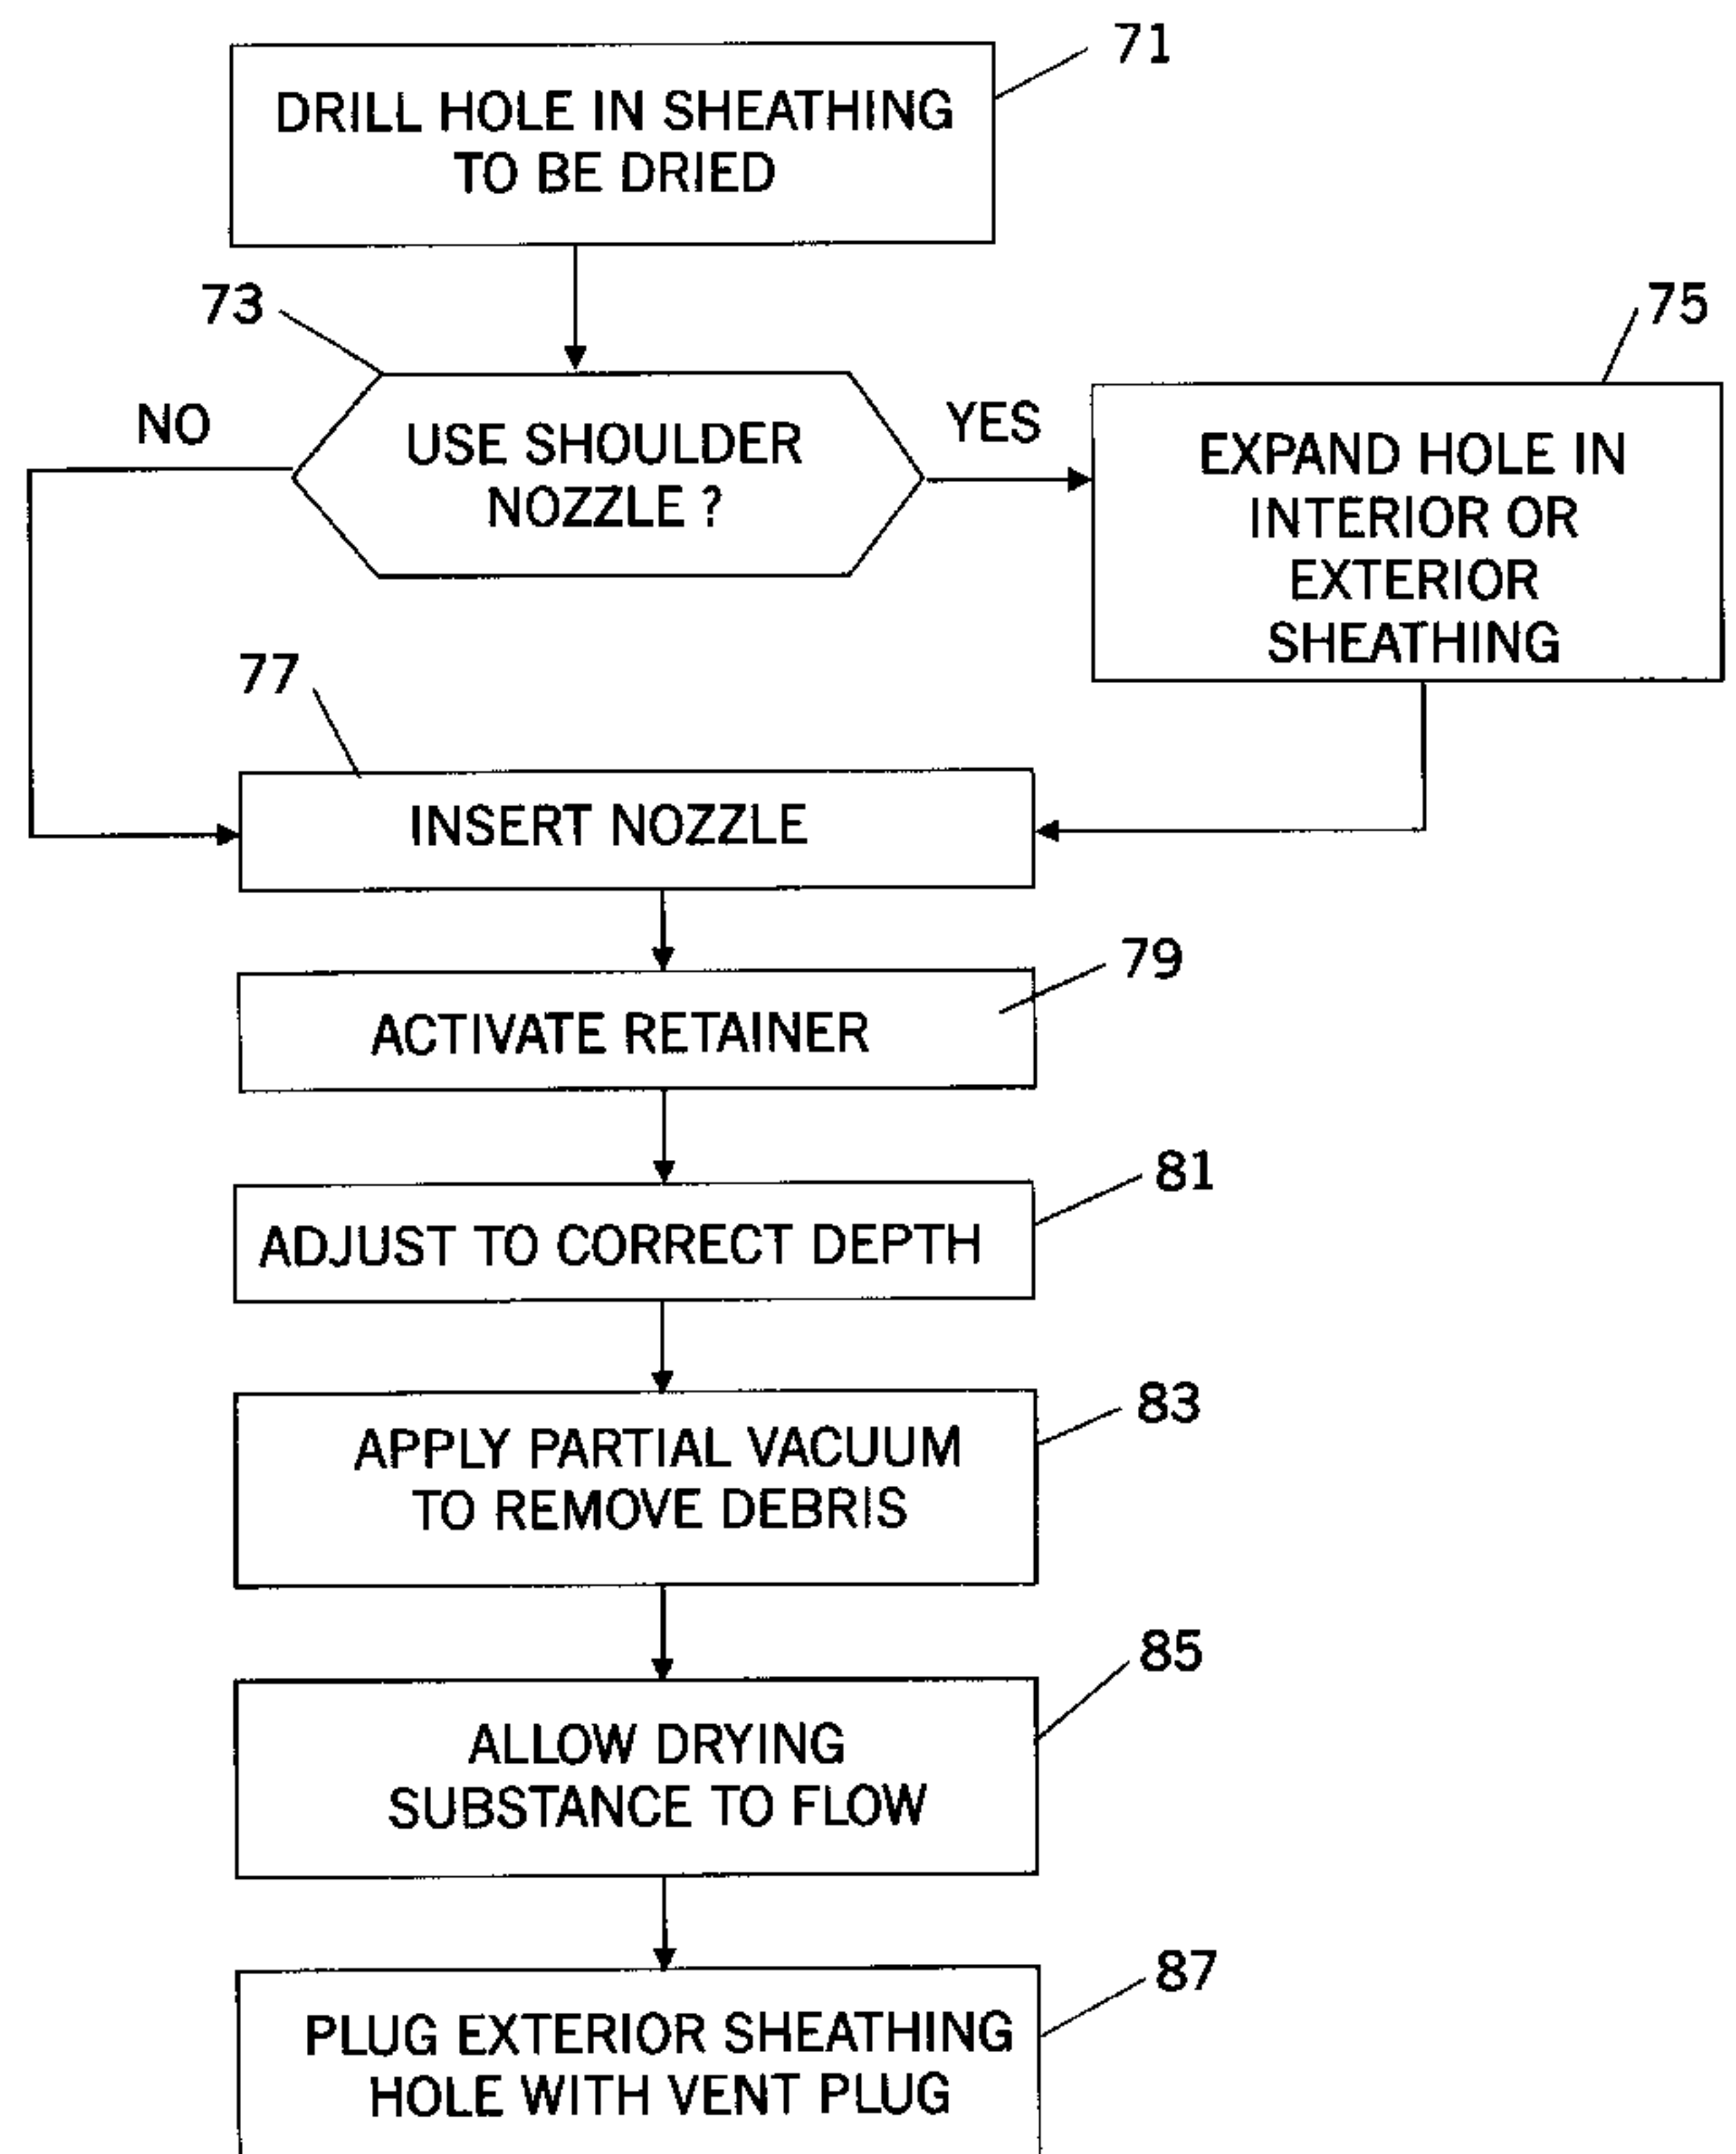 71
DRILL HOLE IN SHEATHING
TO BE DRIED
73
75
NO
USE SHOULDER
NOZZLE ?
YES
EXPAND HOLE IN
INTERIOR OR
EXTERIOR
SHEATHING
77
INSERT NOZZLE
79
ACTIVATE RETAINER
81
ADJUST TO CORRECT DEPTH
83
APPLY PARTIAL VACUUM
TO REMOVE DEBRIS
85
ALLOW DRYING
SUBSTANCE TO FLOW
87
PLUG EXTERIOR SHEATHING
HOLE WITH VENT PLUG